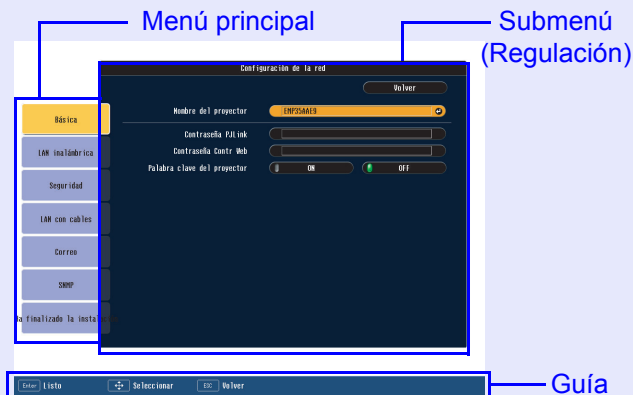 Menú principal
Submenú
(Regulación)
Configuración de la red
Volver
Básica
Nombre del proyector
EMP35AAE9
Contraseña PJLink
Contraseña Contr Web
Palabra clave del proyector
ON
OFF
LAN inalámbrica
Seguridad
LAN con cables
Correo
SNMP
a finalizado la insta
Enter Listo
Seleccionar
ESC Volver
Guía